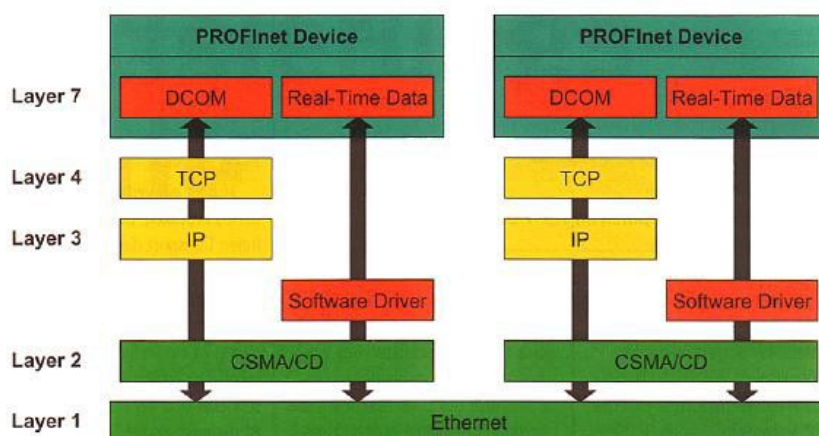 PROFInet Device
PROFInet Device
Layer 7
DCOM
Real-Time Data
DCOM
Real-Time Data
Layer 4
TCP
TCP
Layer 3
IP
IP
Software Driver
Software Driver
Layer 2
CSMA/CD
CSMA/CD
Layer 1
Ethernet